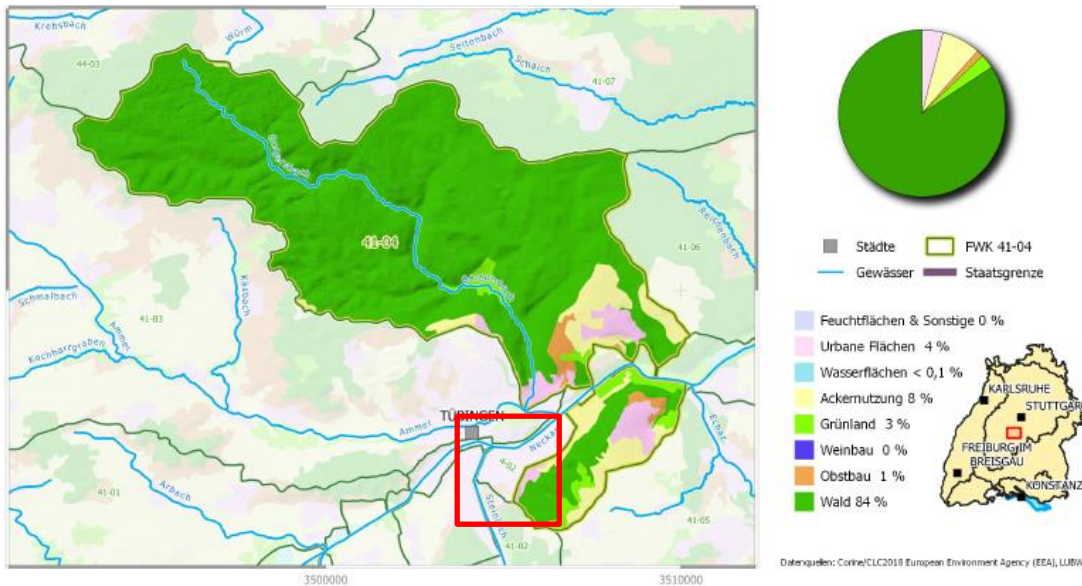 Krebsbach
Würm
Seitenbach
Schaich
44-03
41-07
Goldersbach
41-04
Reichenbach
41-06
Schmalbach
Käsbach
41-03
Ammer
Kochhartgraben
TÜBINGEN
Ammer
Neckar
Echaz
4-02
Steinlach
41-01
Arbach
41-02
41-05
3500000
3510000
Städte
FWK 41-04
Gewässer
Staatsgrenze
Feuchtflächen & Sonstige 0 %
Urbane Flächen 4 %
Wasserflächen < 0,1 %
Ackernutzung 8 %
Grünland 3 %
Weinbau 0 %
Obstbau 1 %
Wald 84 %
KARLSRUHE
STUTTGART
FREIBURG IM
BREISGAU
KONSTANZ
Datenquellen: Corine/CLC2018 European Environment Agency (EEA), LUBW